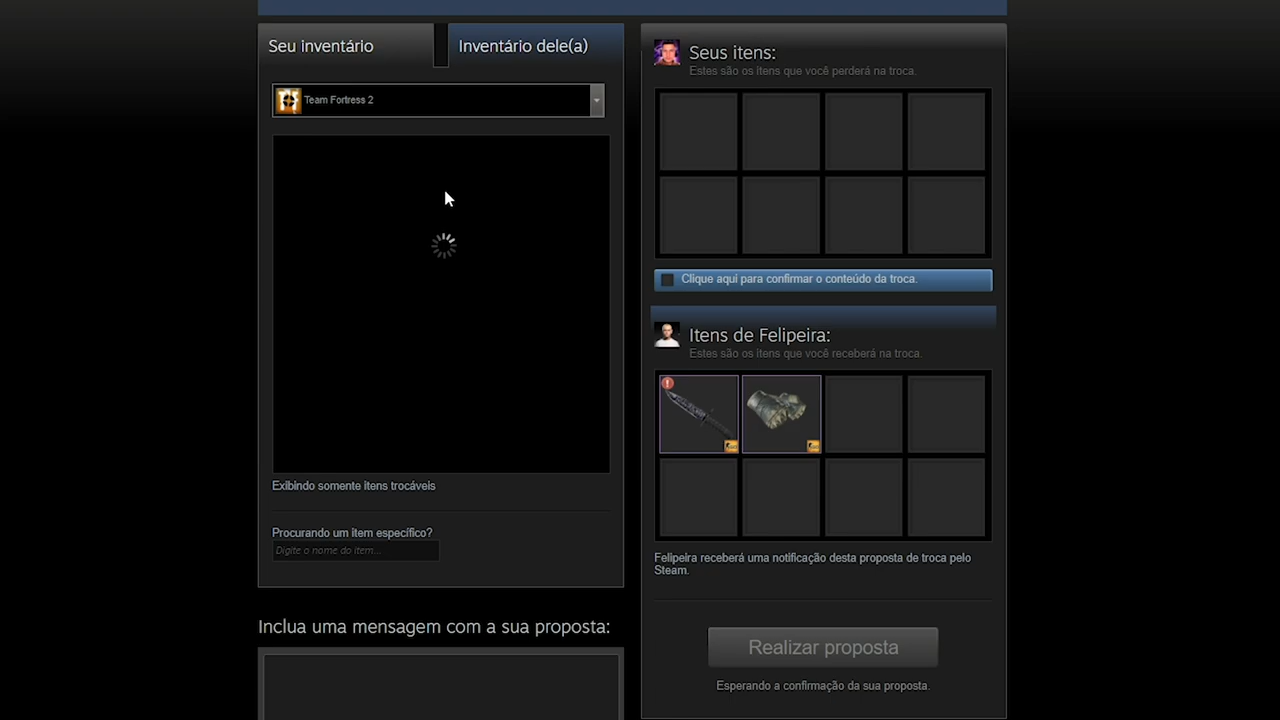 Seu inventário
Inventário dele(a)
Team Fortress 2
Exibindo somente itens trocáveis
Procurando um item específico?
Digite o nome do item...
Inclua uma mensagem com a sua proposta:
Seus itens:
Estes são os itens que você perderá na troca.
Clique aqui para confirmar o conteúdo da troca.
Itens de Felipeira:
Estes são os itens que você receberá na troca.
Felipeira receberá uma notificação desta proposta de troca pelo
Steam.
Realizar proposta
Esperando a confirmação da sua proposta.